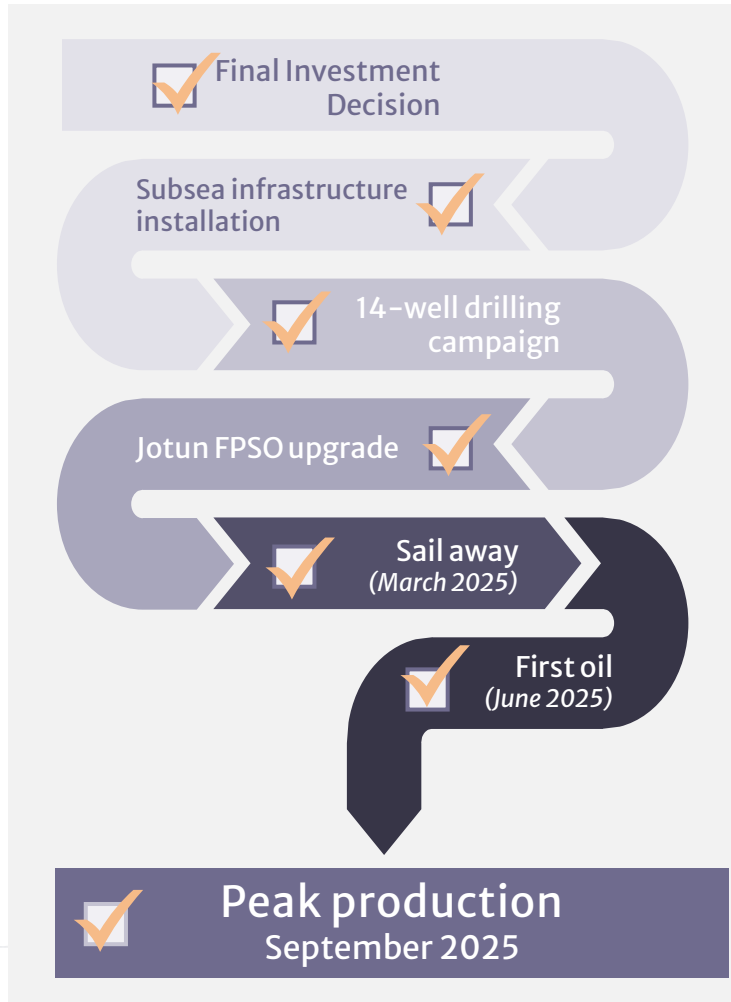 Final Investment
Decision
Subsea infrastructure
installation
14-well drilling
campaign
Jotun FPSO upgrade
Sail away
(March 2025)
First oil
(June 2025)
Peak production
September 2025